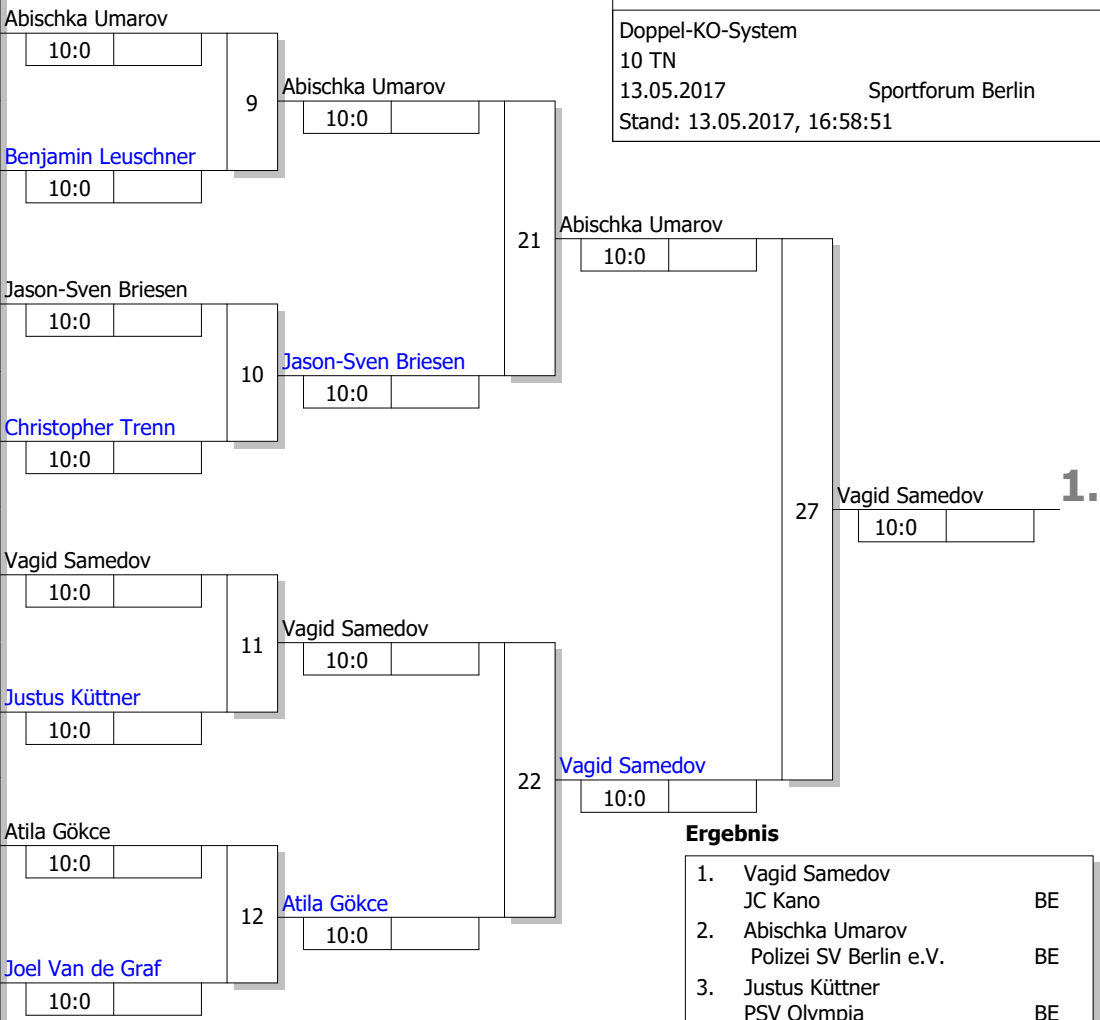 Abischka Umarov
10:0
9
Benjamin Leuschner
10:0
Jason-Sven Briesen
10:0
10
Christopher Trenn
10:0
Vagid Samedov
10:0
11
Justus Küttner
10:0
Atila Gökce
10:0
12
Joel Van de Graf
10:0
Abischka Umarov
10:0
21
Jason-Sven Briesen
10:0
Vagid Samedov
10:0
22
Atila Gökce
10:0
Abischka Umarov
10:0
27
Vagid Samedov
10:0
Vagid Samedov 1.
10:0
Doppel-KO-System
10 TN
13.05.2017 Sportforum Berlin
Stand: 13.05.2017, 16:58:51
Ergebnis
1. Vagid Samedov
JC Kano BE
2. Abischka Umarov
Polizei SV Berlin e.V. BE
3. Justus Küttner
PSV Olympia BE